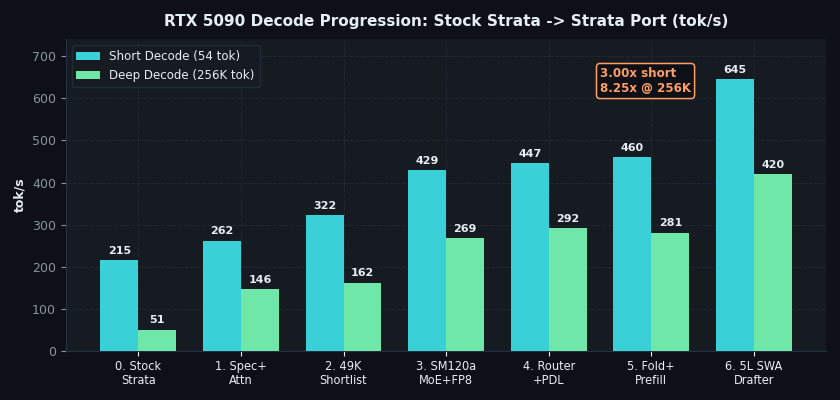 RTX 5090 Decode Progression: Stock Strata -> Strata Port (tok/s)
Short Decode (54 tok)
Deep Decode (256K tok)
3.00x short
8.25x @ 256K
tok/s
700
600
500
400
300
200
100
0
215
51
262
146
322
162
429
269
447
292
460
281
645
420
0. Stock
Strata
1. Spec+
Attn
2. 49K
Shortlist
3. SM120a
MoE+FP8
4. Router
+PDL
5. Fold+
Prefill
6. 5L SWA
Drafter